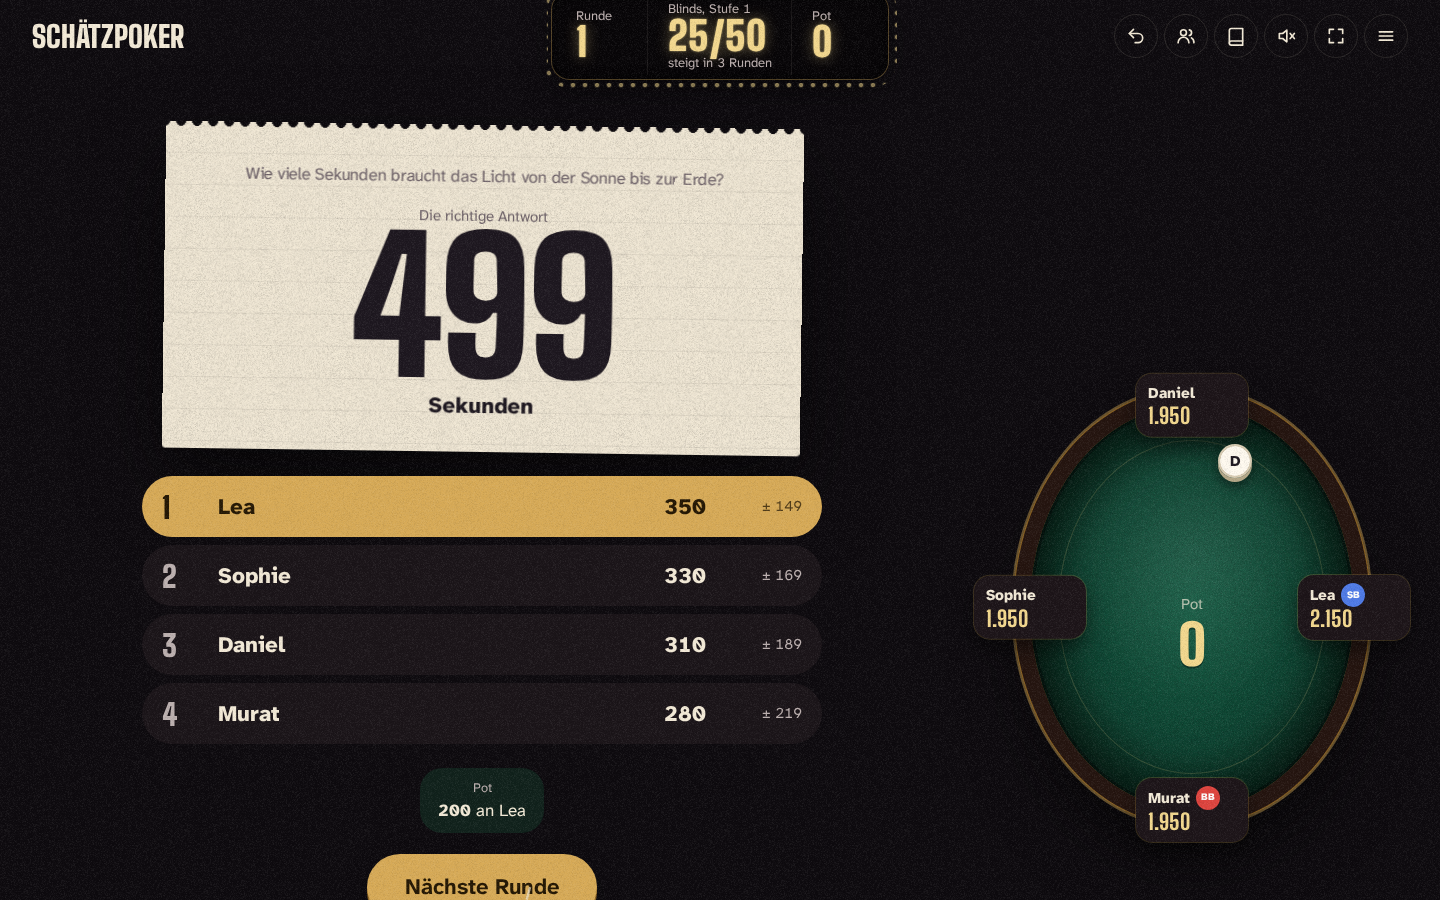 SCHÄTZPOKER
Runde
1
Blinds, Stufe 1
25/50
steigt in 3 Runden
Pot
0
Wie viele Sekunden braucht das Licht von der Sonne bis zur Erde?
Die richtige Antwort
499
Sekunden
1 Lea 350 ± 149
2 Sophie 330 ± 169
3 Daniel 310 ± 189
4 Murat 280 ± 219
Pot
200 an Lea
Nächste Runde
Daniel
1.950
D
Sophie
1.950
Lea SB
2.150
Pot
0
Murat BB
1.950